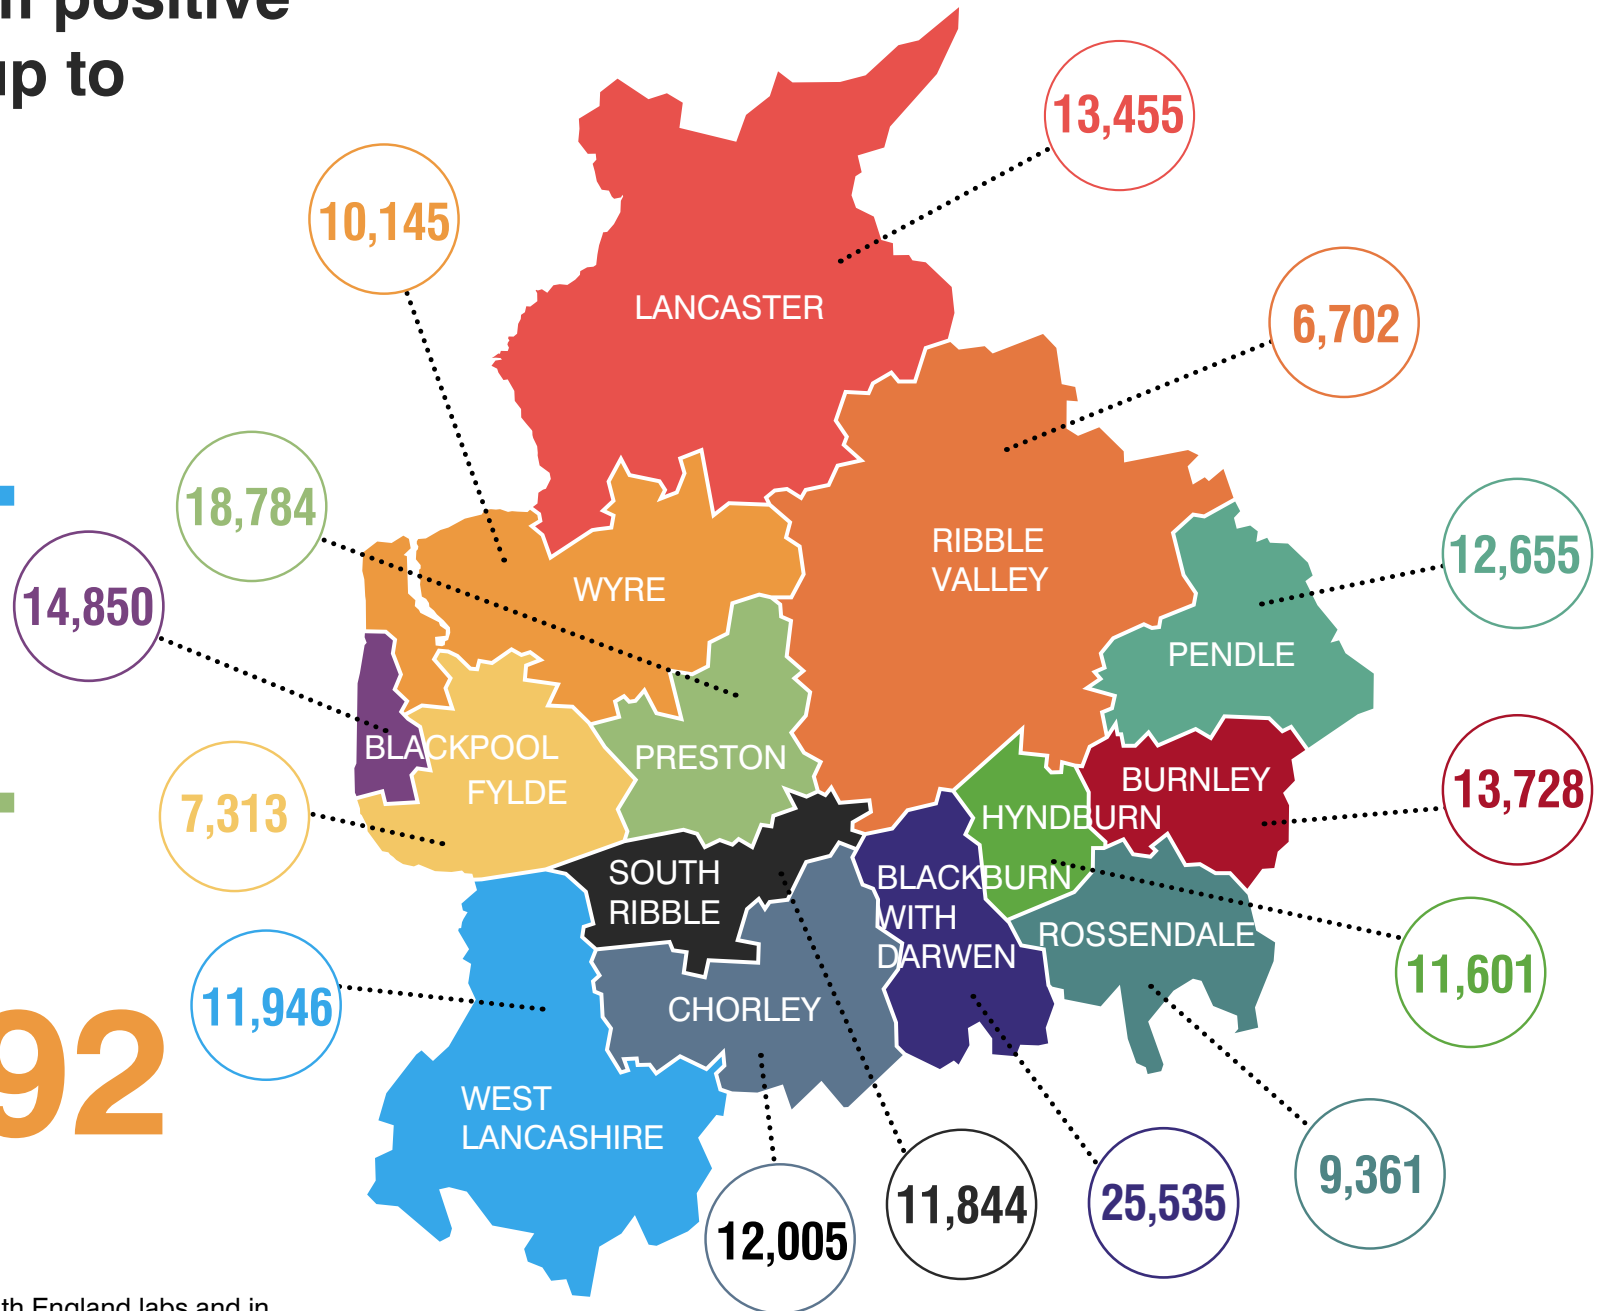 positive
up to
13,455
10,145
LANCASTER
6,702
18,784
RIBBLE
VALLEY
12,655
WYRE
14,850
PENDLE
BLACKPOOL
PRESTON
FYLDE
7,313
BURNLEY
13,728
HYNDBURN
SOUTH
RIBBLE
BLACKBURN
WITH
DARWEN
ROSSENDALE
11,601
11,946
CHORLEY
92
WEST
LANCASHIRE
9,361
11,844
25,535
12,005
England labs and in